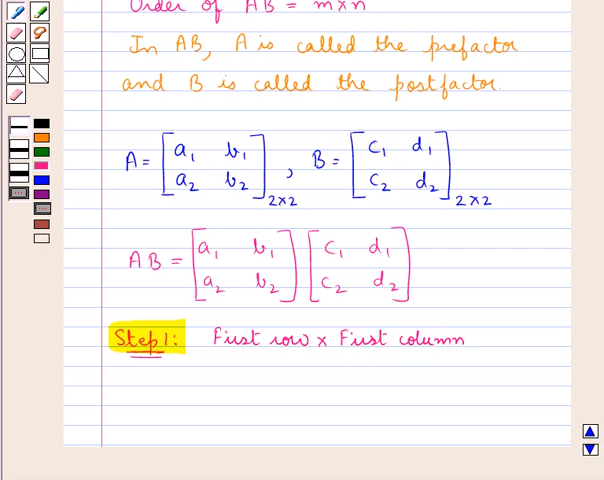 Order of AB = m×n
In AB, A is called the prefactor
and B is called the postfactor.
A = [a₁ b₁
a₂ b₂]₂ₓ₂ , B = [c₁ d₁
c₂ d₂]₂ₓ₂
AB = [a₁ b₁
a₂ b₂] [c₁ d₁
c₂ d₂]
Step 1: First row × First column